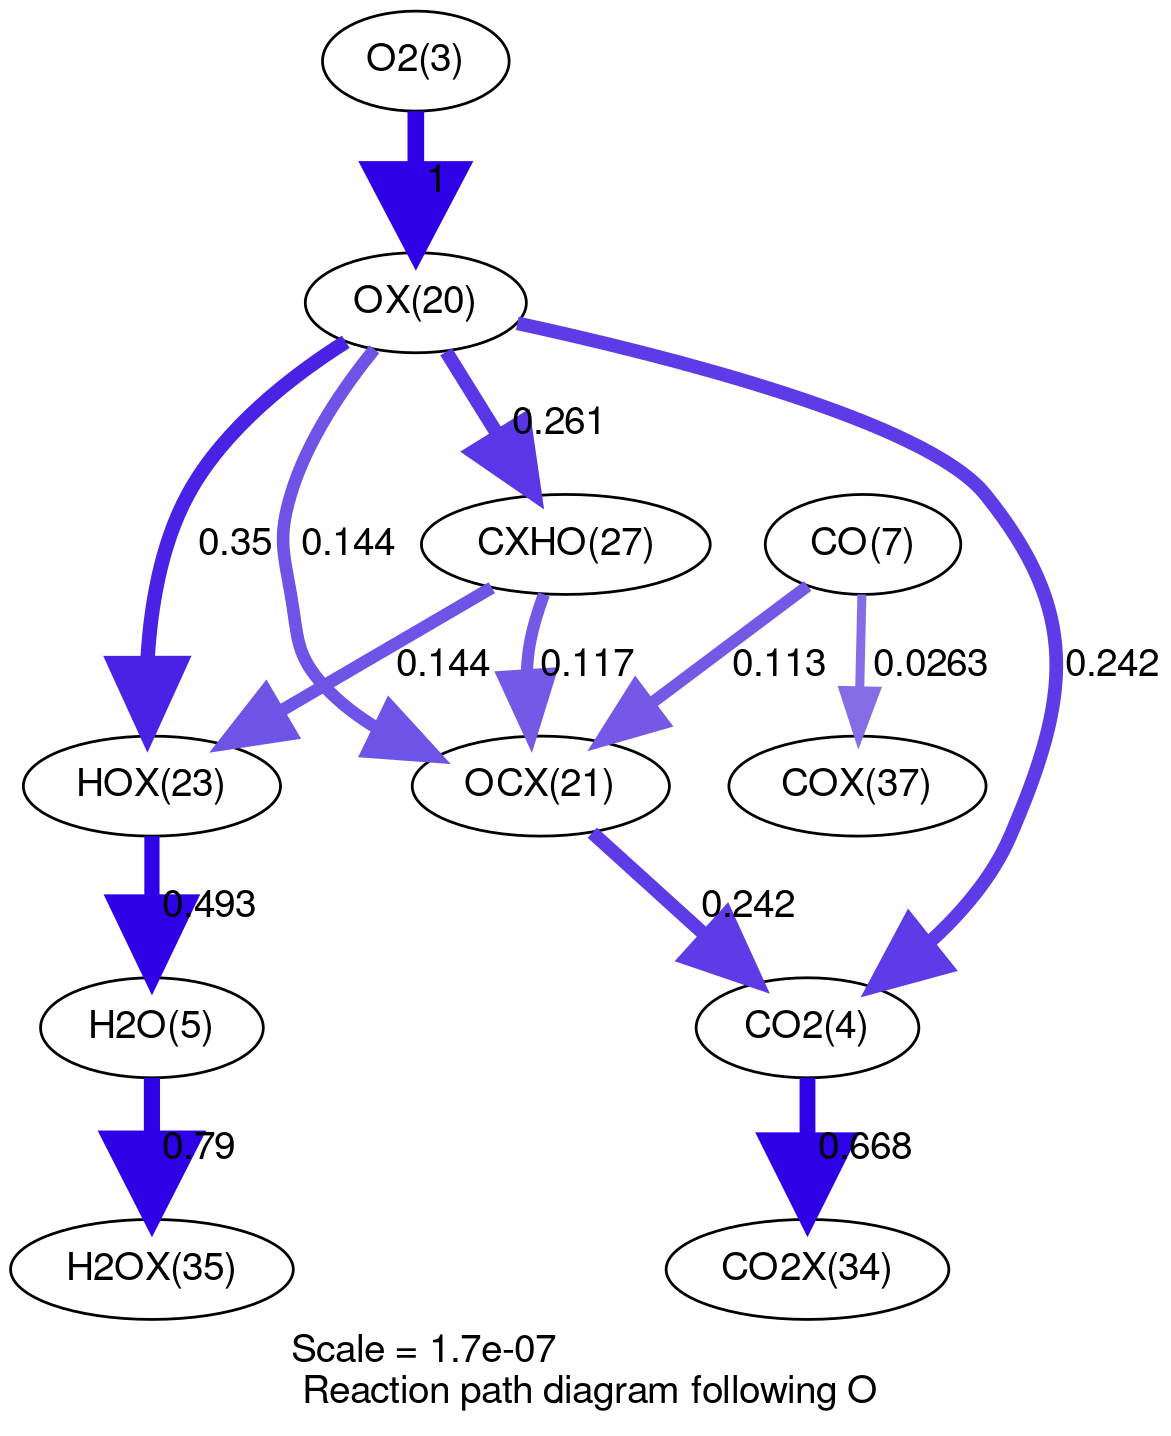 O2(3)
1
OX(20)
0.261
CXHO(27)
CO(7)
0.35
0.144
0.144
0.117
0.113
0.0263
0.242
HOX(23)
OCX(21)
COX(37)
0.493
0.242
H2O(5)
CO2(4)
0.79
0.668
H2OX(35)
CO2X(34)
Scale = 1.7e-07
Reaction path diagram following O